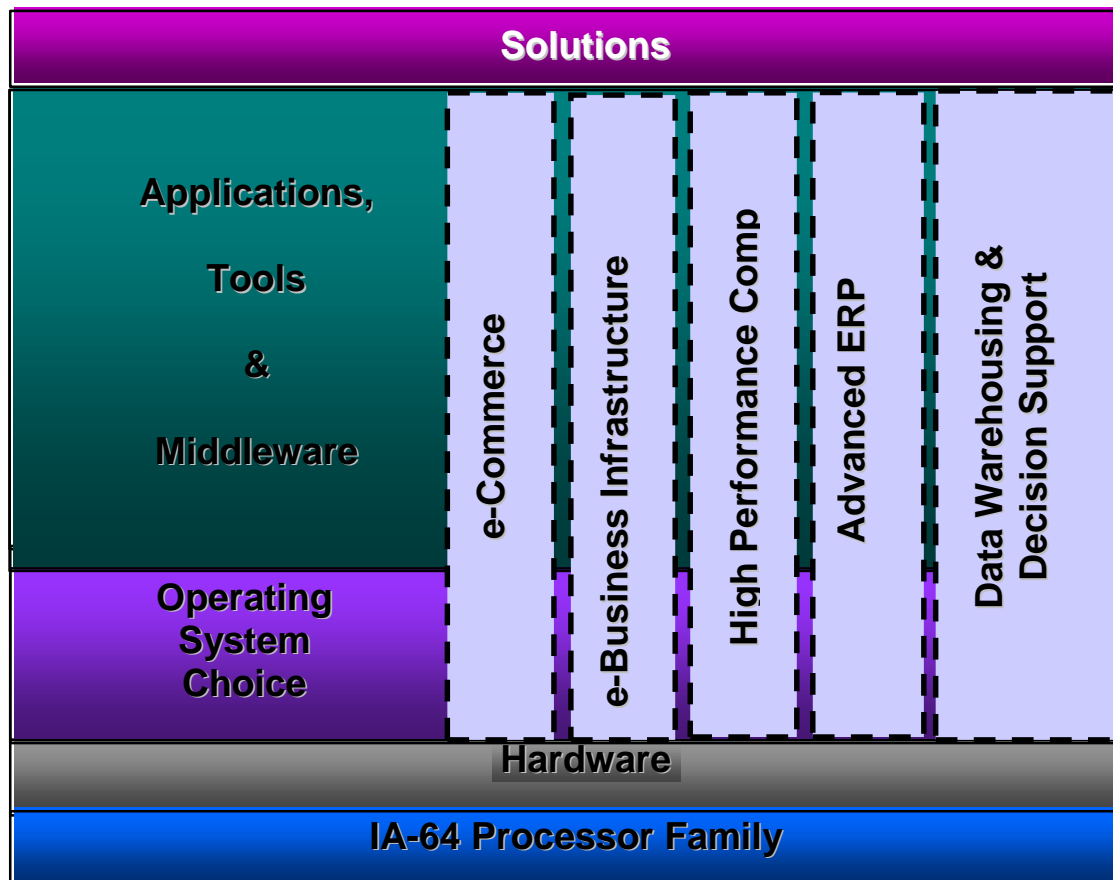 Solutions
Applications,
Tools
&
Middleware
Operating
System
Choice
e-Commerce
e-Business Infrastructure
High Performance Comp
Advanced ERP
Data Warehousing &
Decision Support
Hardware
IA-64 Processor Family